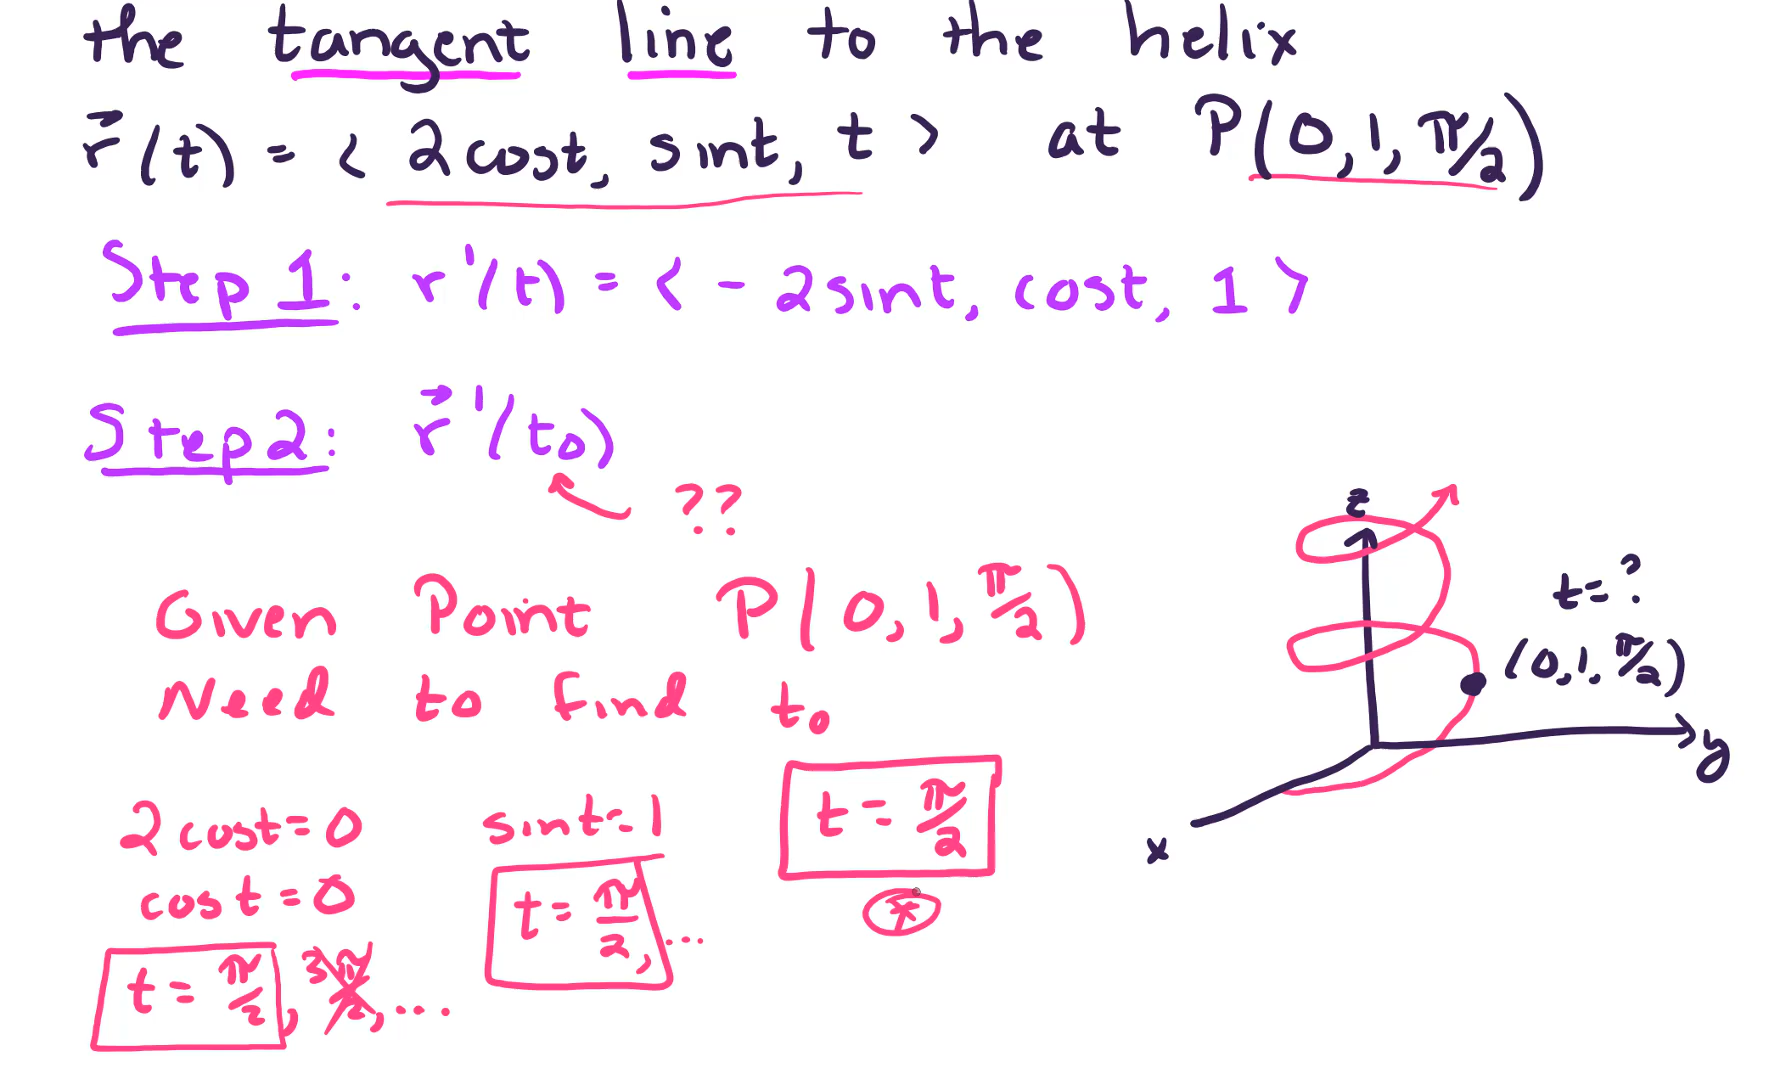 the tangent line to the helix
r⃗(t) = < 2cost, sint, t > at P(0,1,π/2)
Step 1: r'(t) = < -2sint, cost, 1 >
Step 2: r⃗'(t₀)
??
Given Point P(0,1,π/2)
Need to find t₀
2cost=0
cost=0
t=π/2, 3π/2, ...
sint=1
t=π/2, ...
t=π/2
*
z
t=?
(0,1,π/2)
y
x